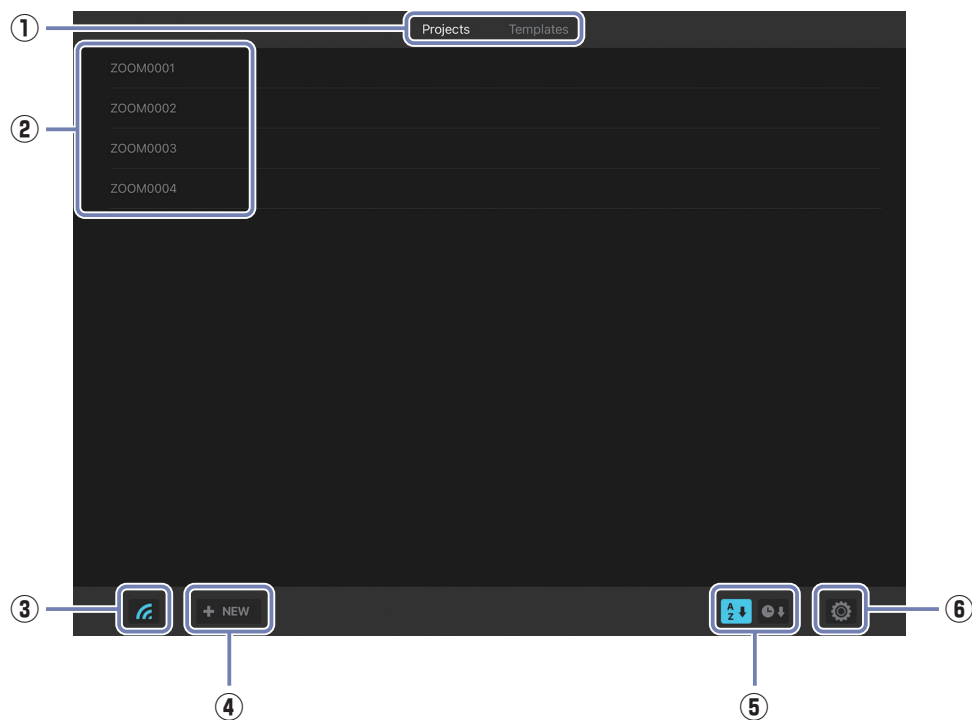 ① Projects Templates
ZOOM0001
ZOOM0002
②
ZOOM0003
ZOOM0004
③ + NEW A Z ⑥
④ ⑤